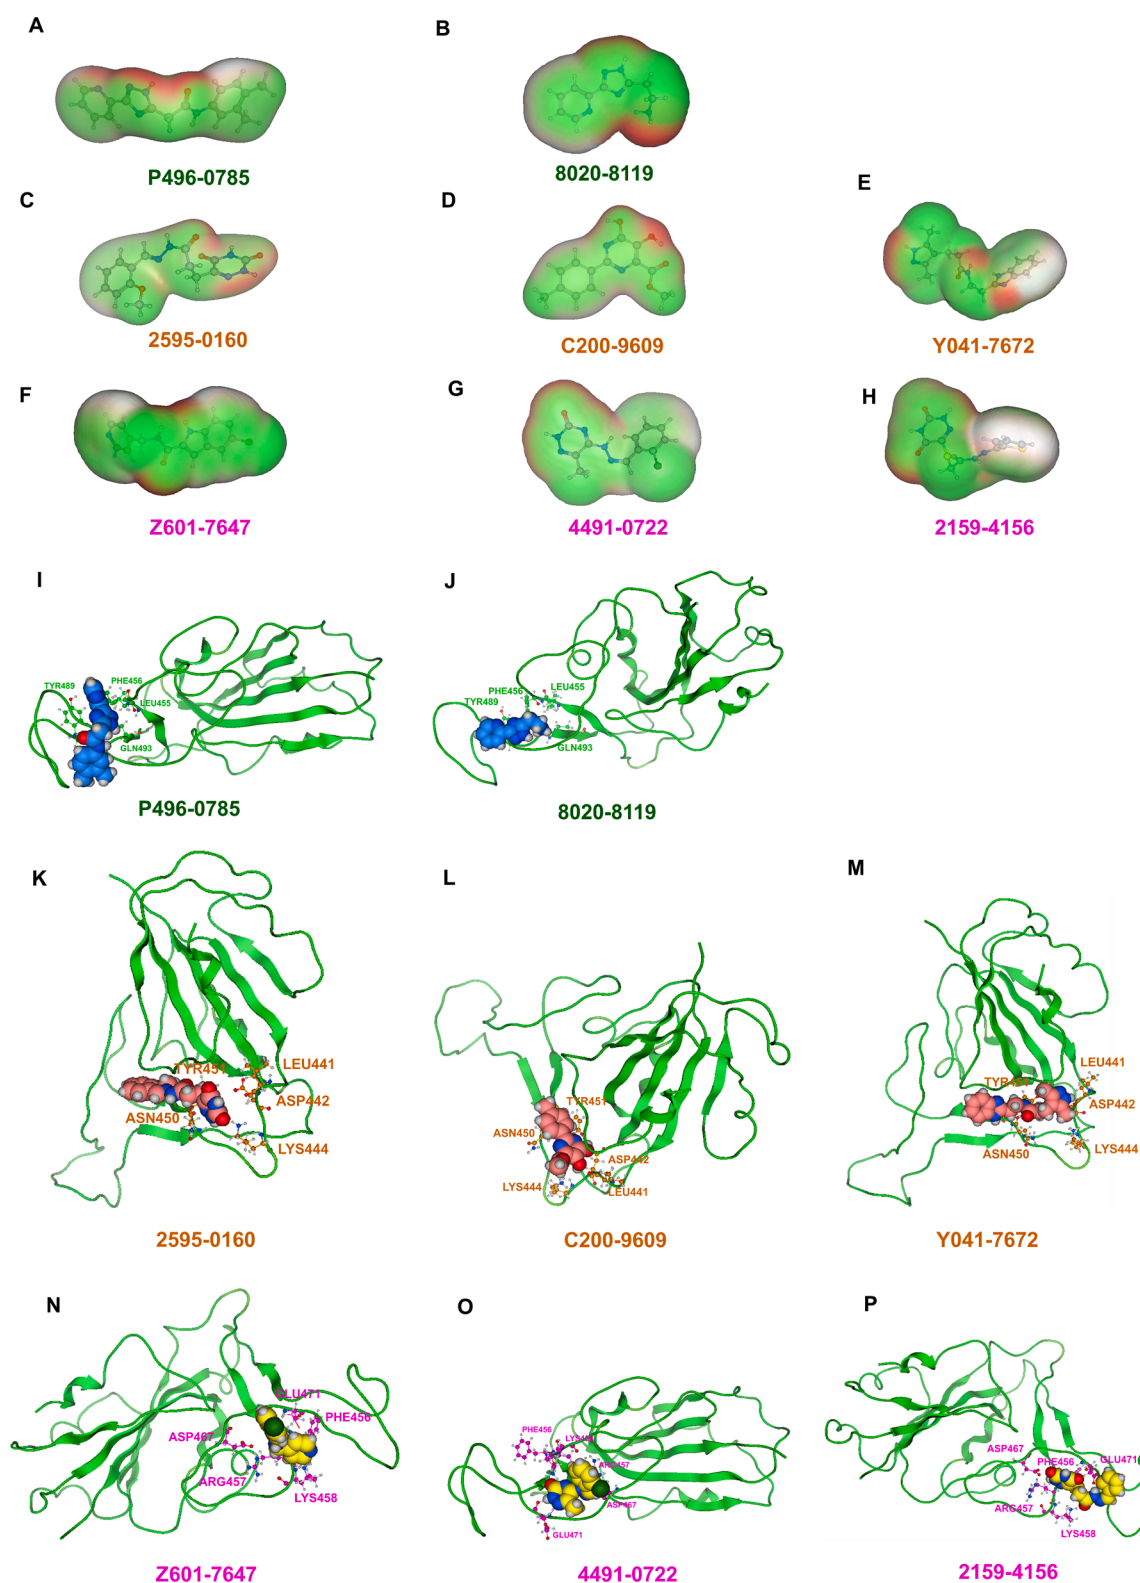 A
B
P496-0785
8020-8119
C
D
E
2595-0160
C200-9609
Y041-7672
F
G
H
Z601-7647
4491-0722
2159-4156
I
J
TYR489
PHE456
LEU455
GLN493
PHE456
LEU455
TYR489
GLN493
P496-0785
8020-8119
K
L
M
TYR451
LEU441
ASP442
ASN450
LYS444
TYR451
ASN450
ASP442
LYS444
LEU441
LEU441
TYR451
ASP442
LYS444
ASN450
2595-0160
C200-9609
Y041-7672
N
O
P
GLU471
PHE456
ASP467
ARG457
LYS458
PHE456
LYS458
ARG457
ASP467
GLU471
ASP467
PHE456
GLU471
ARG457
LYS458
Z601-7647
4491-0722
2159-4156